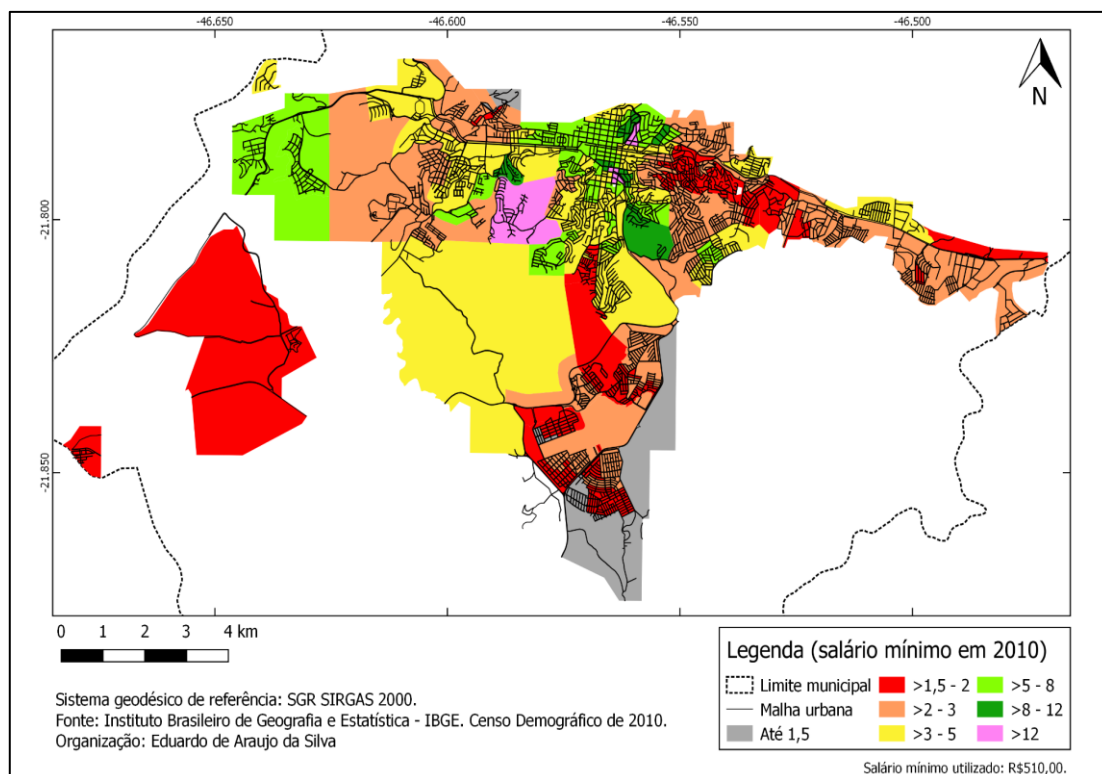 -46.650 -46.600 -46.550 -46.500
N
-21.800
-21.850
0 1 2 3 4 km
Sistema geodésico de referência: SGR SIRGAS 2000.
Fonte: Instituto Brasileiro de Geografia e Estatística - IBGE. Censo Demográfico de 2010.
Organização: Eduardo de Araujo da Silva
Legenda (salário mínimo em 2010)
Limite municipal >1,5 - 2 >5 - 8
Malha urbana >2 - 3 >8 - 12
Até 1,5 >3 - 5 >12
Salário mínimo utilizado: R$510,00.